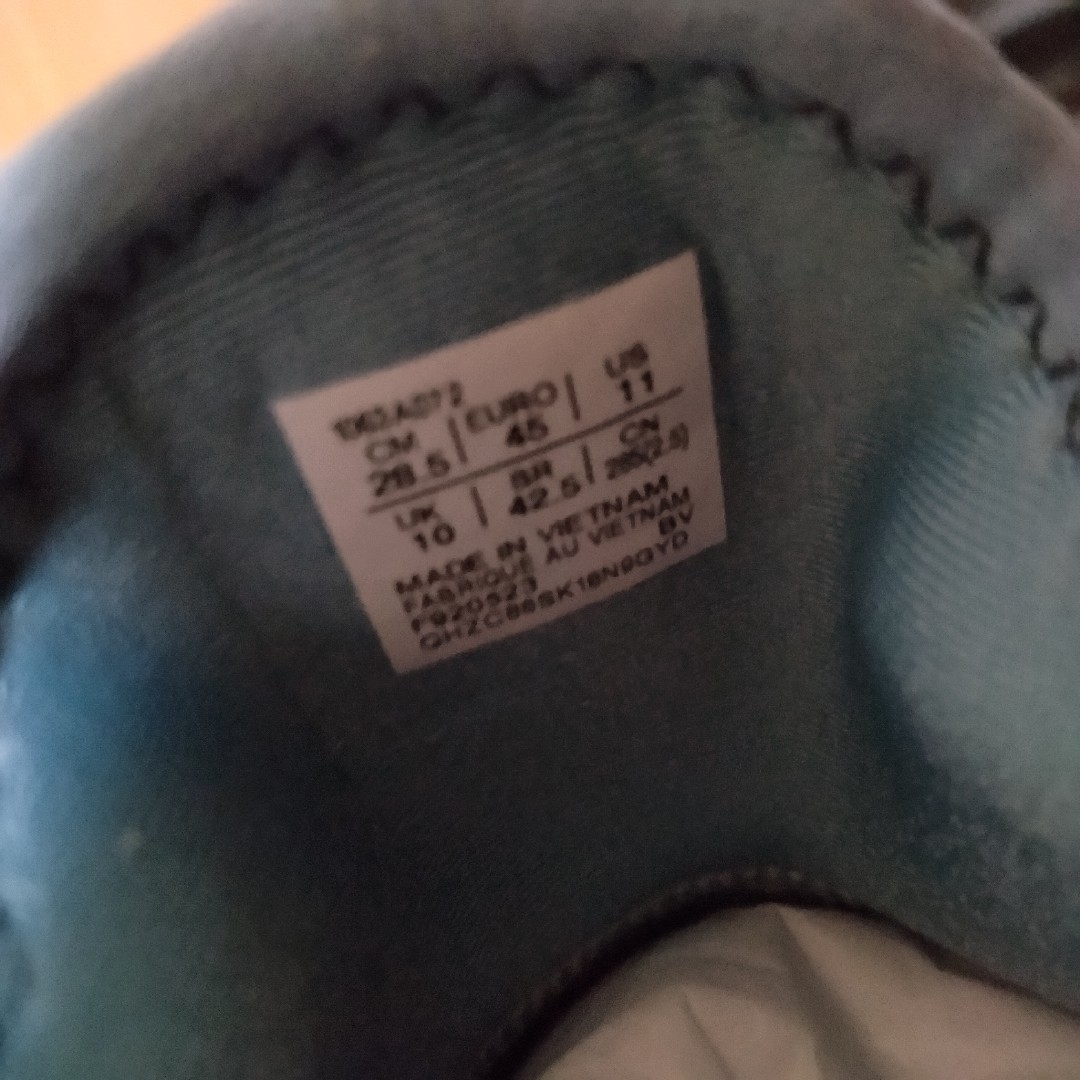 1063A072
CM | EURO | US
28.5 45 11
UK | BR | CN
10 42.5 285(2.5)
MADE IN VIETNAM
FABRIQUÉ AU VIETNAM
BV